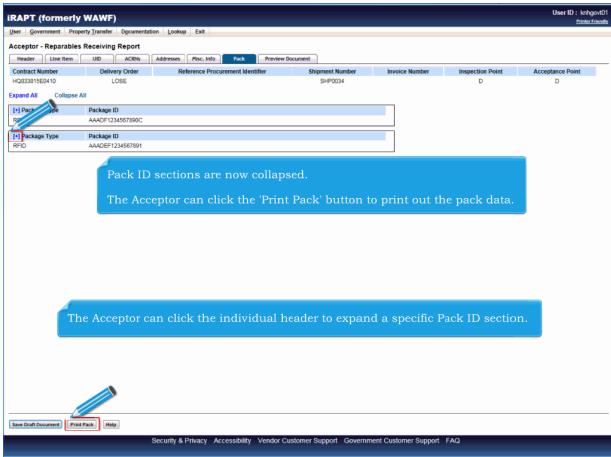 iRAPT (formerly WAWF)
User ID : knhgovt01
Printer Friendly
User Government Property Transfer Documentation Lookup Exit
Acceptor - Reparables Receiving Report
Header Line Item UID ACRNs Addresses Misc. Info Pack Preview Document
Contract Number Delivery Order Reference Procurement Identifier Shipment Number Invoice Number Inspection Point Acceptance Point
HQ033815E0410 LOSE SHP0034 D D
Expand All Collapse All
[+] Package Type Package ID
AAADF1234567890C
[+] Package Type Package ID
RFID AAADEF1234567891
Pack ID sections are now collapsed.
The Acceptor can click the 'Print Pack' button to print out the pack data.
The Acceptor can click the individual header to expand a specific Pack ID section.
Save Draft Document Print Pack Help
Security & Privacy Accessibility Vendor Customer Support Government Customer Support FAQ